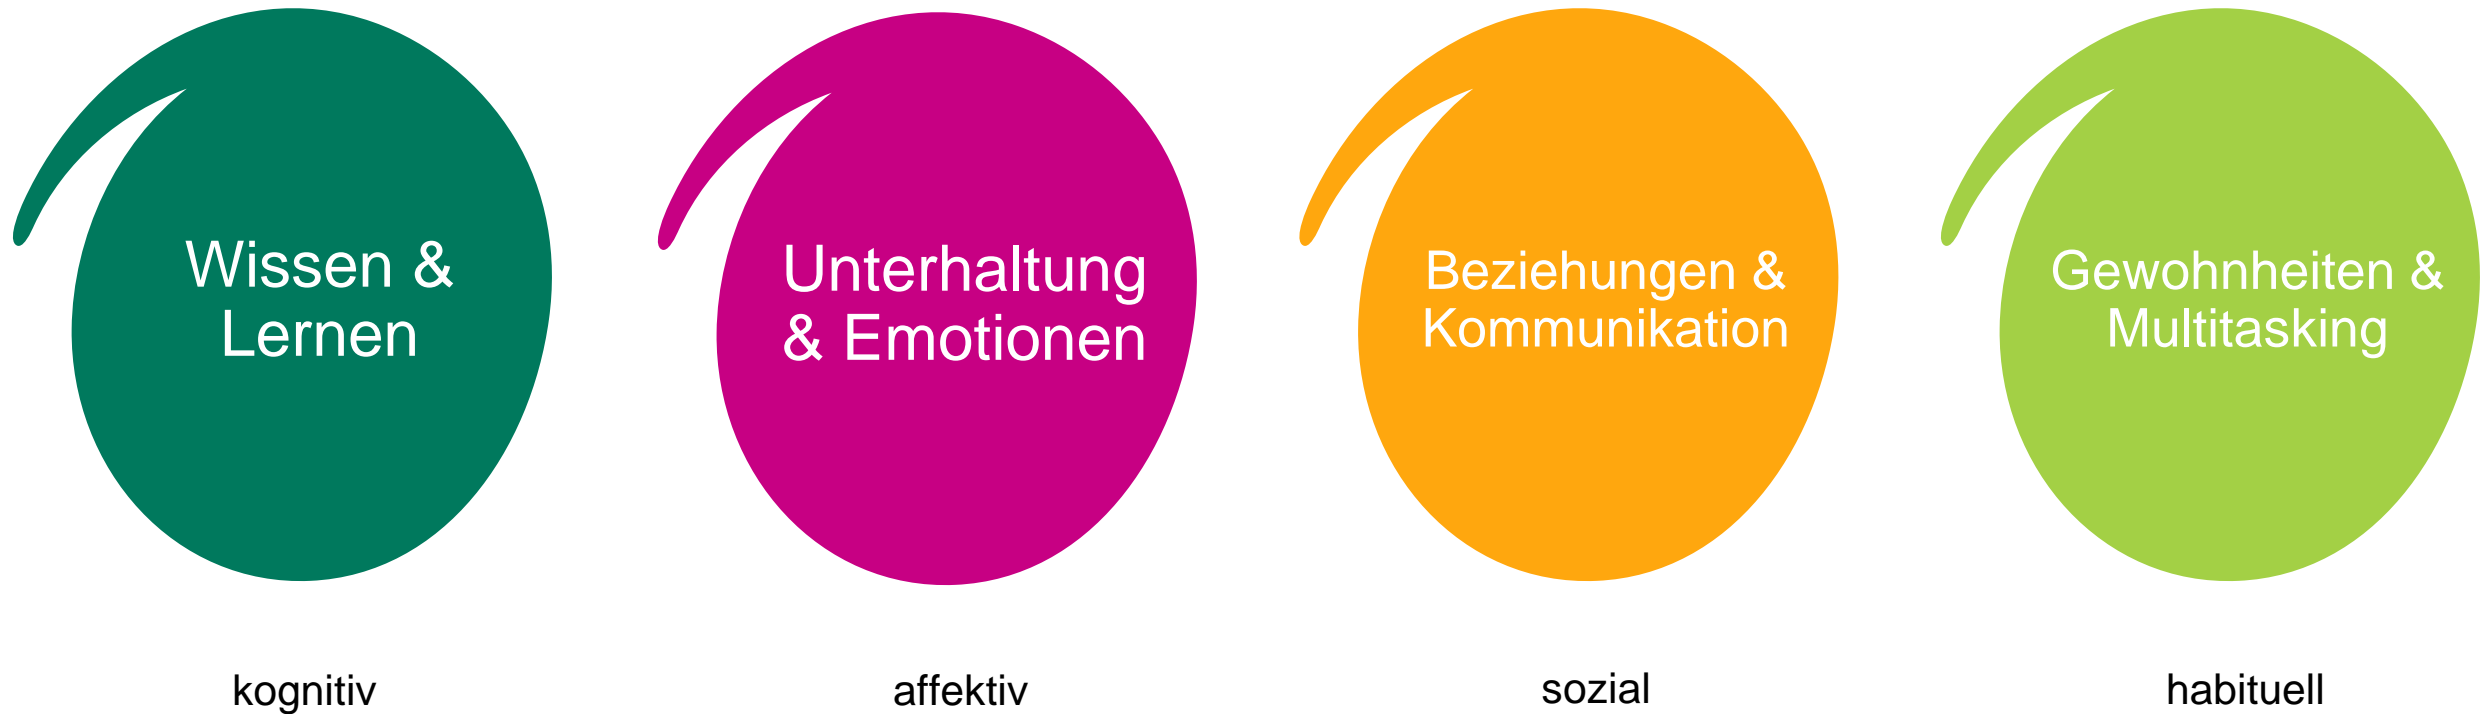 Wissen &
Lernen
Unterhaltung
& Emotionen
Beziehungen &
Kommunikation
Gewohnheiten &
Multitasking
kognitiv
affektiv
sozial
habituell